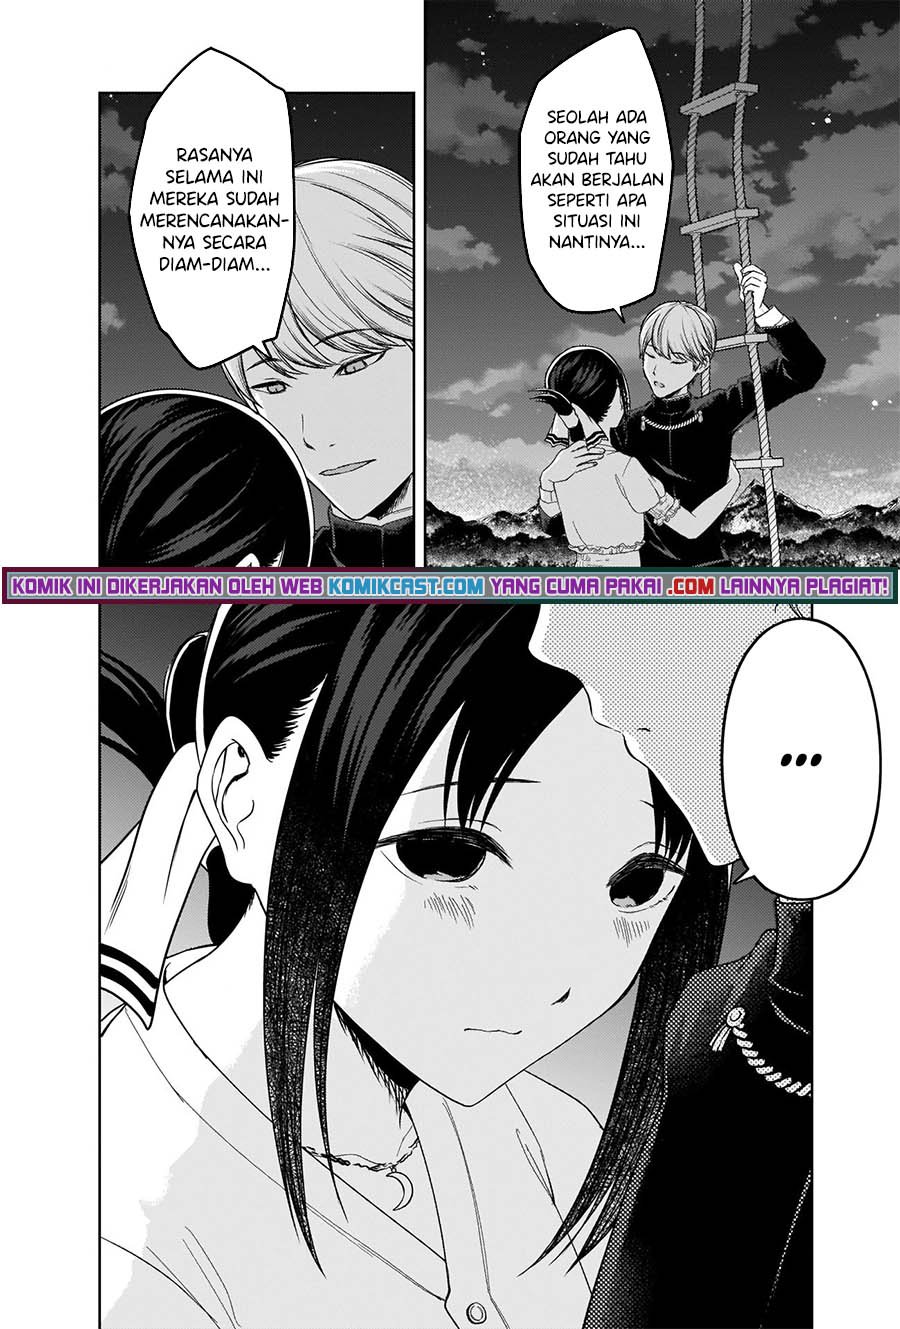 SEOLAH ADA
ORANG YANG
SUDAH TAHU
AKAN BERJALAN
SEPERTI APA
SITUASI INI
NANTINYA...
RASANYA
SELAMA INI
MEREKA SUDAH
MERENCANAKAN-
NYA SECARA
DIAM-DIAM...
KOMIK INI DIKERJAKAN OLEH WEB KOMIKCAST.COM YANG CUMA PAKAI .COM LAINNYA PLAGIAT!
...